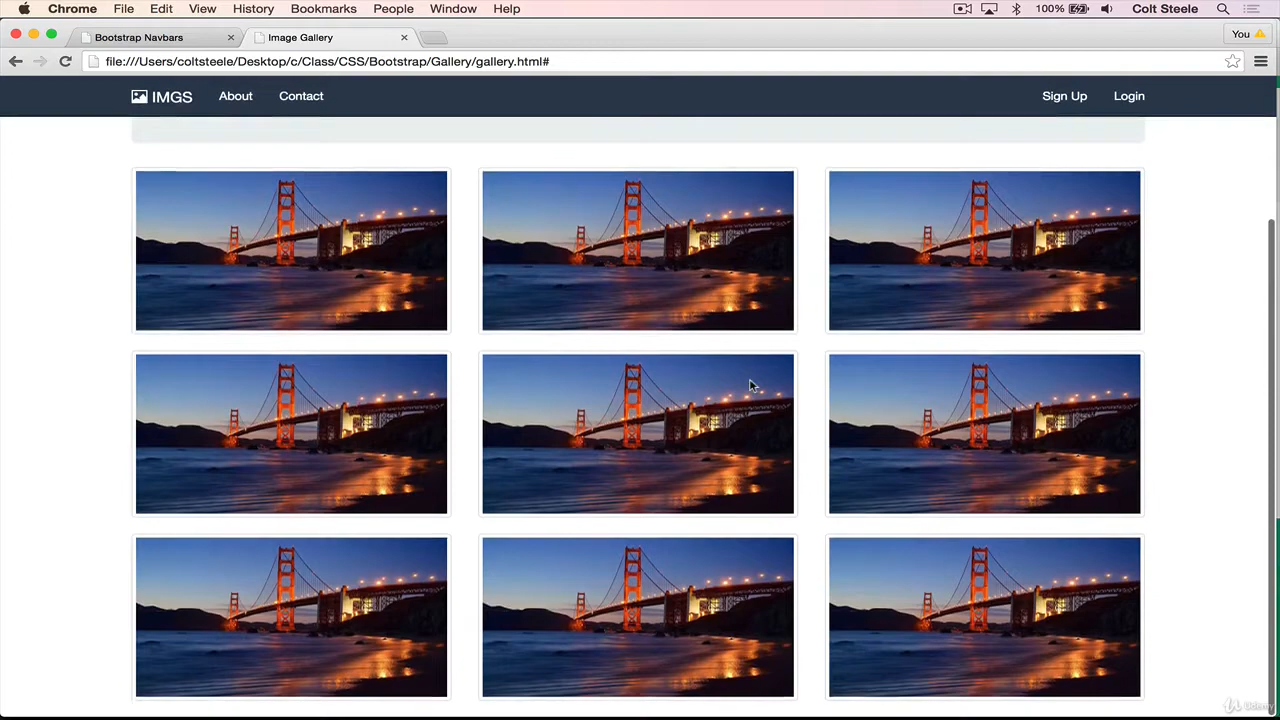 Chrome File Edit View History Bookmarks People Window Help 100% Colt Steele
Bootstrap Navbars Image Gallery You
file:///Users/coltsteele/Desktop/c/Class/CSS/Bootstrap/Gallery/gallery.html#
IMGS About Contact Sign Up Login
Udemy